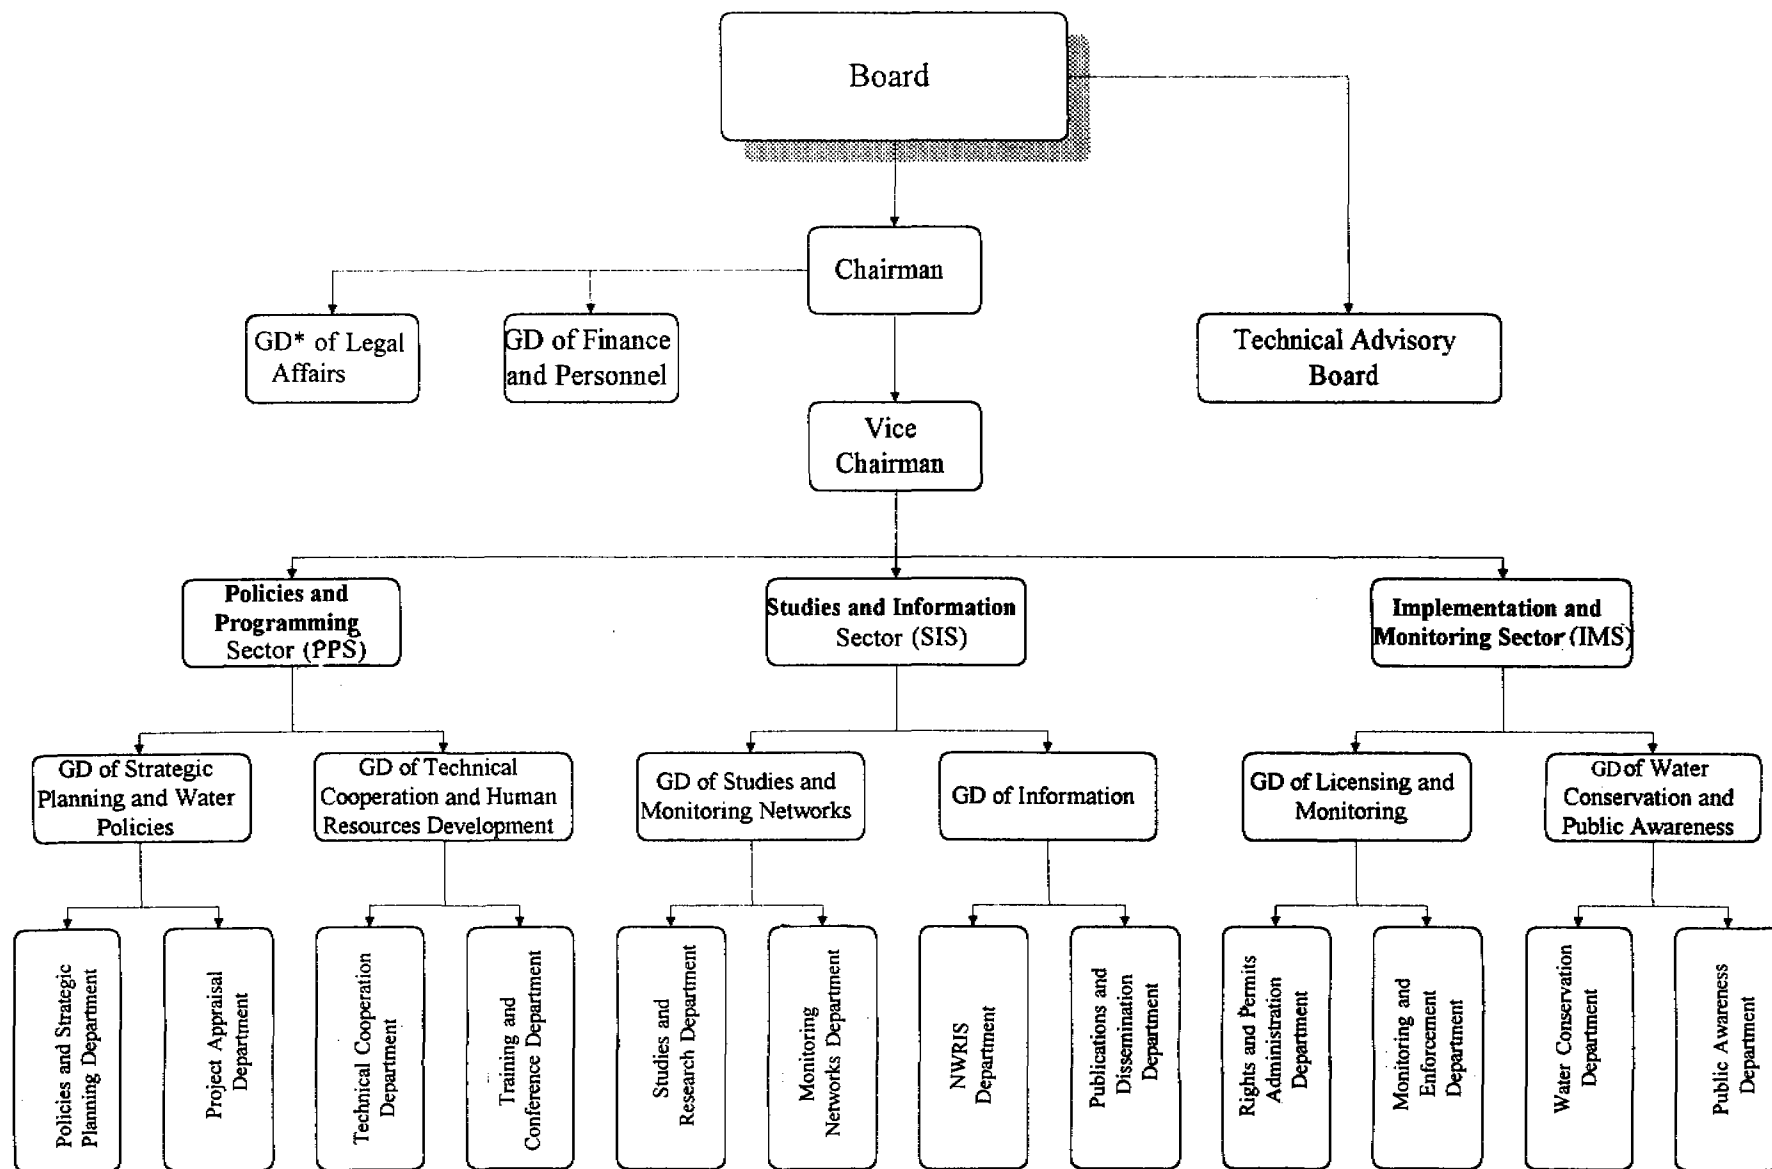 Board
Chairman
GD* of Legal
Affairs
GD of Finance
and Personnel
Technical Advisory
Board
Vice
Chairman
Policies and
Programming
Sector (PPS)
Studies and Information
Sector (SIS)
Implementation and
Monitoring Sector (IMS)
GD of Strategic
Planning and Water
Policies
GD of Technical
Cooperation and Human
Resources Development
GD of Studies and
Monitoring Networks
GD of Information
GD of Licensing and
Monitoring
GD of Water
Conservation and
Public Awareness
Policies and Strategic
Planning Department
Project Appraisal
Department
Technical Cooperation
Department
Training and
Conference Department
Studies and
Research Department
Monitoring
Networks Department
NWRIS
Department
Publications and
Dissemination
Department
Rights and Permits
Administration
Department
Monitoring and
Enforcement
Department
Water Conservation
Department
Public Awareness
Department